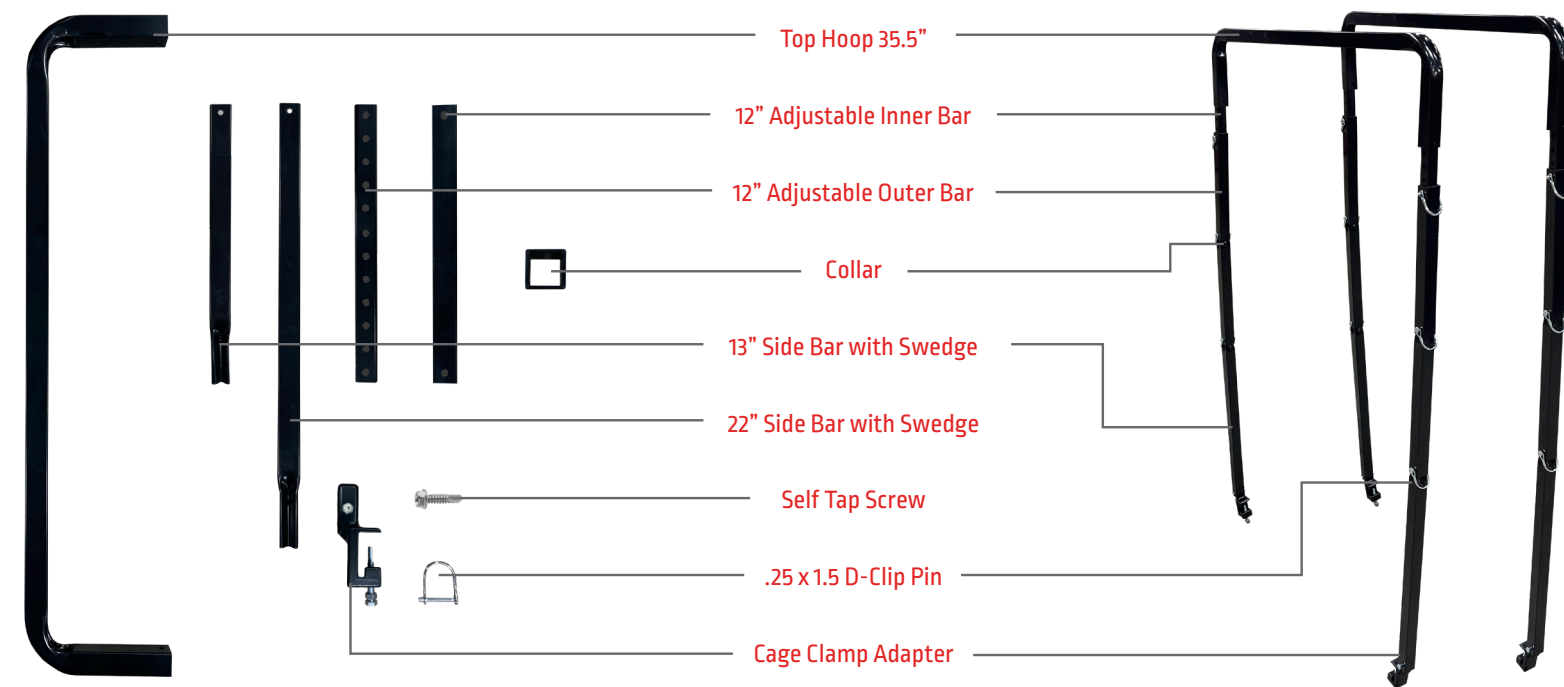 Top Hoop 35.5”
12” Adjustable Inner Bar
12” Adjustable Outer Bar
Collar
13” Side Bar with Swedge
22” Side Bar with Swedge
Self Tap Screw
.25 x 1.5 D-Clip Pin
Cage Clamp Adapter